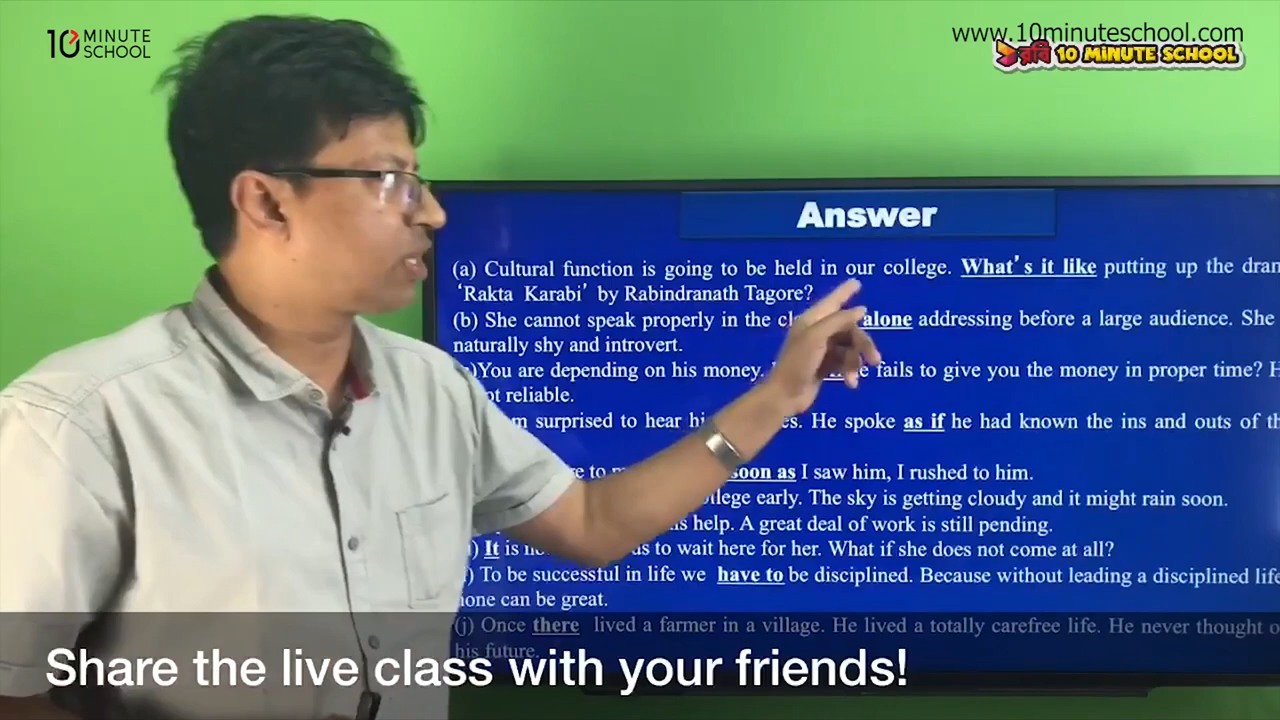 10 MINUTE SCHOOL
www.10minuteschool.com
রবি 10 MiNUTE SCHOOL
Answer
(a) Cultural function is going to be held in our college. What's it like putting up the
'Rakta Karabi' by Rabindranath Tagore?
(b) She cannot speak properly in the alone addressing before a large audience. She
naturally shy and introvert.
You are depending on his money. fails to give you the money in proper time?
reliable.
surprised to hear He spoke as if he had known the ins and outs of
to soon as I saw him, I rushed to him.
early. The sky is getting cloudy and it might rain soon.
help. A great deal of work is still pending.
It is to wait here for her. What if she does not come at all?
To be successful in life we have to be disciplined. Because without leading a disciplined life
none can be great.
(j) Once there lived a farmer in a village. He lived a totally carefree life. He never thought
his future.
Share the live class with your friends!